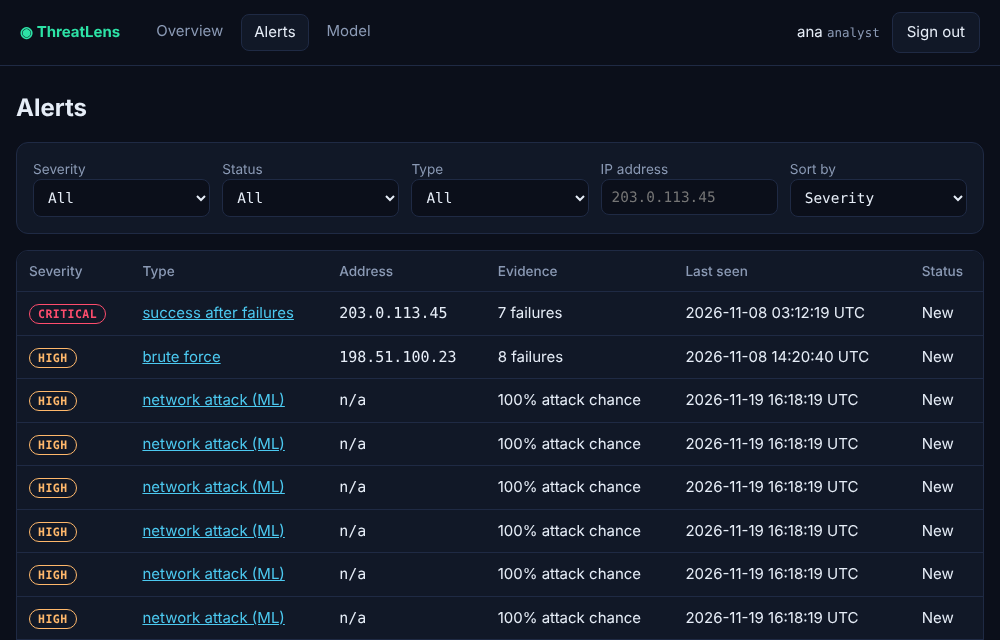 ThreatLens Overview Alerts Model ana analyst Sign out
Alerts
Severity Status Type IP address Sort by
All All All 203.0.113.45 Severity
Severity Type Address Evidence Last seen Status
CRITICAL success after failures 203.0.113.45 7 failures 2026-11-08 03:12:19 UTC New
HIGH brute force 198.51.100.23 8 failures 2026-11-08 14:20:40 UTC New
HIGH network attack (ML) n/a 100% attack chance 2026-11-19 16:18:19 UTC New
HIGH network attack (ML) n/a 100% attack chance 2026-11-19 16:18:19 UTC New
HIGH network attack (ML) n/a 100% attack chance 2026-11-19 16:18:19 UTC New
HIGH network attack (ML) n/a 100% attack chance 2026-11-19 16:18:19 UTC New
HIGH network attack (ML) n/a 100% attack chance 2026-11-19 16:18:19 UTC New
HIGH network attack (ML) n/a 100% attack chance 2026-11-19 16:18:19 UTC New